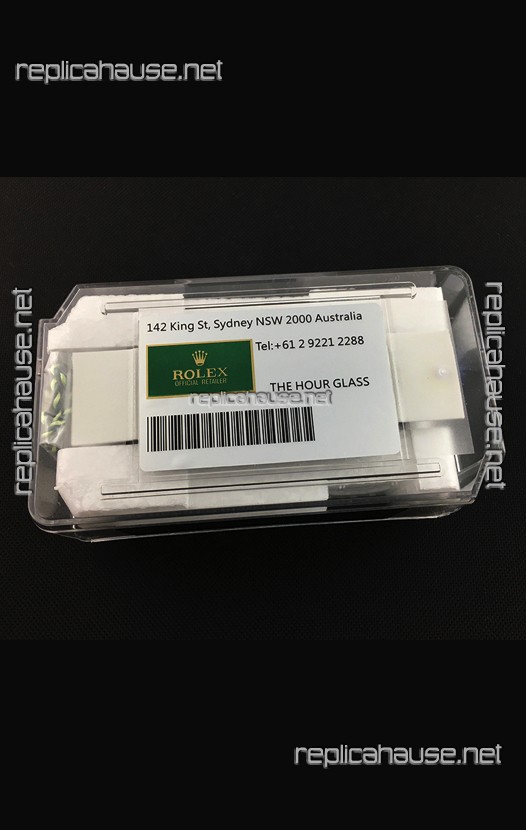 replicahause.net
142 King St, Sydney NSW 2000 Australia
Tel:+61 2 9221 2288
ROLEX
OFFICIAL RETAILER
THE HOUR GLASS
replicahause.net
replicahause.net
replicahause.net
replicahause.net